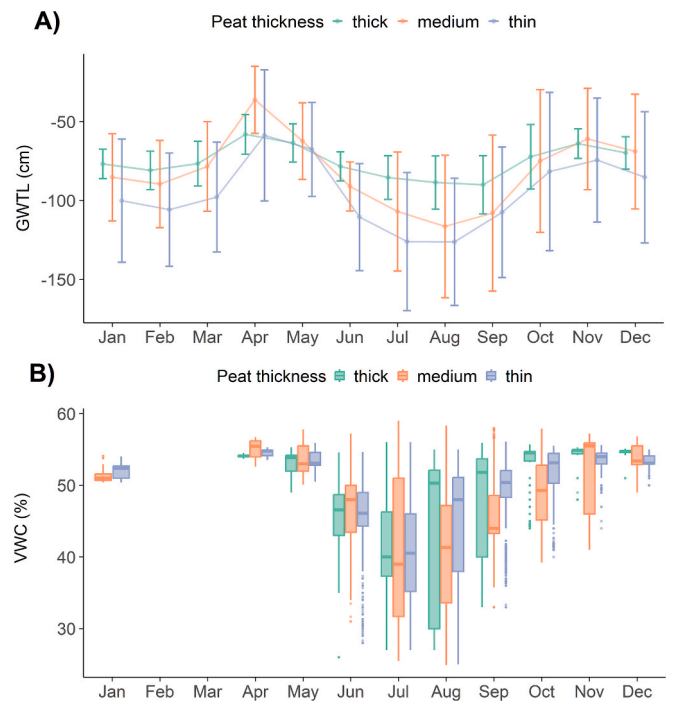 A)
Peat thickness thick medium thin
GWTL (cm)
-50
-100
-150
Jan Feb Mar Apr May Jun Jul Aug Sep Oct Nov Dec
B)
Peat thickness thick medium thin
VWC (%)
60
50
40
30
Jan Feb Mar Apr May Jun Jul Aug Sep Oct Nov Dec